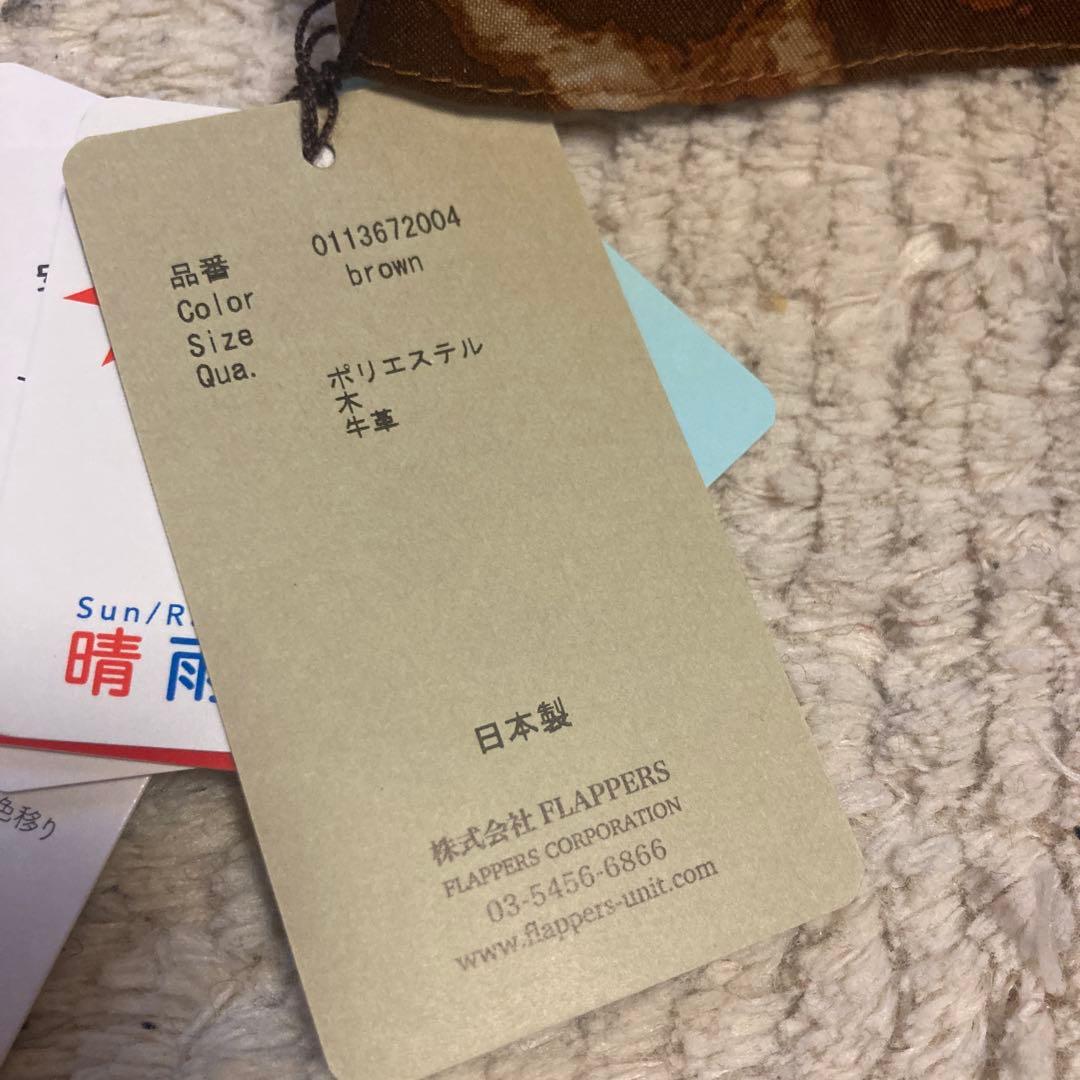 品番 0113672004
Color brown
Size
Qua. ポリエステル
木
牛革
日本製
株式会社 FLAPPERS
FLAPPERS CORPORATION
03-5456-6866
www.flappers-unit.com
Sun/R
晴雨
色移り